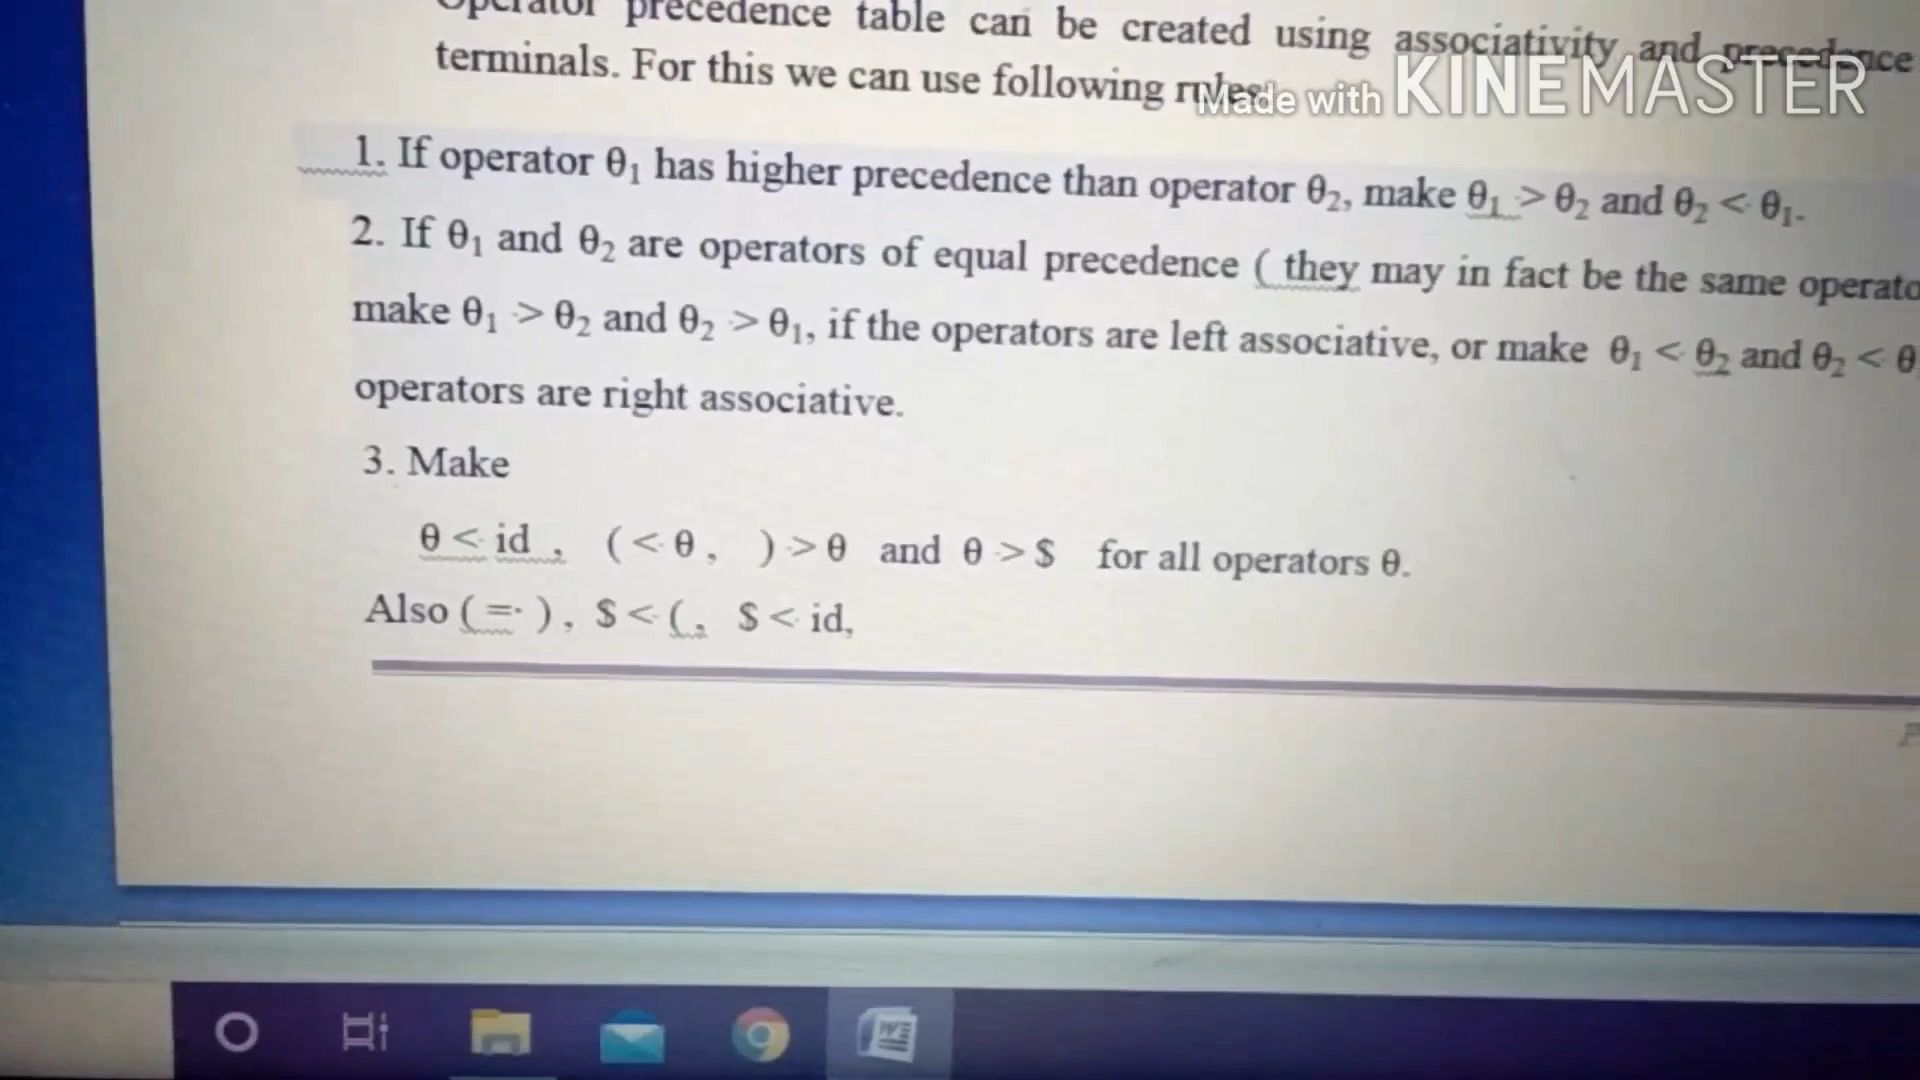 Operator precedence table can be created using associativity and precedence
terminals. For this we can use following rules
Made with KINEMASTER
1. If operator θ₁ has higher precedence than operator θ₂, make θ₁ ·> θ₂ and θ₂ <· θ₁.
2. If θ₁ and θ₂ are operators of equal precedence ( they may in fact be the same operato
make θ₁ ·> θ₂ and θ₂ ·> θ₁, if the operators are left associative, or make θ₁ <· θ₂ and θ₂ <· θ
operators are right associative.
3. Make
θ <· id , ( <· θ , ) ·> θ and θ ·> $ for all operators θ.
Also ( =· ) , $ <· ( , $ <· id,